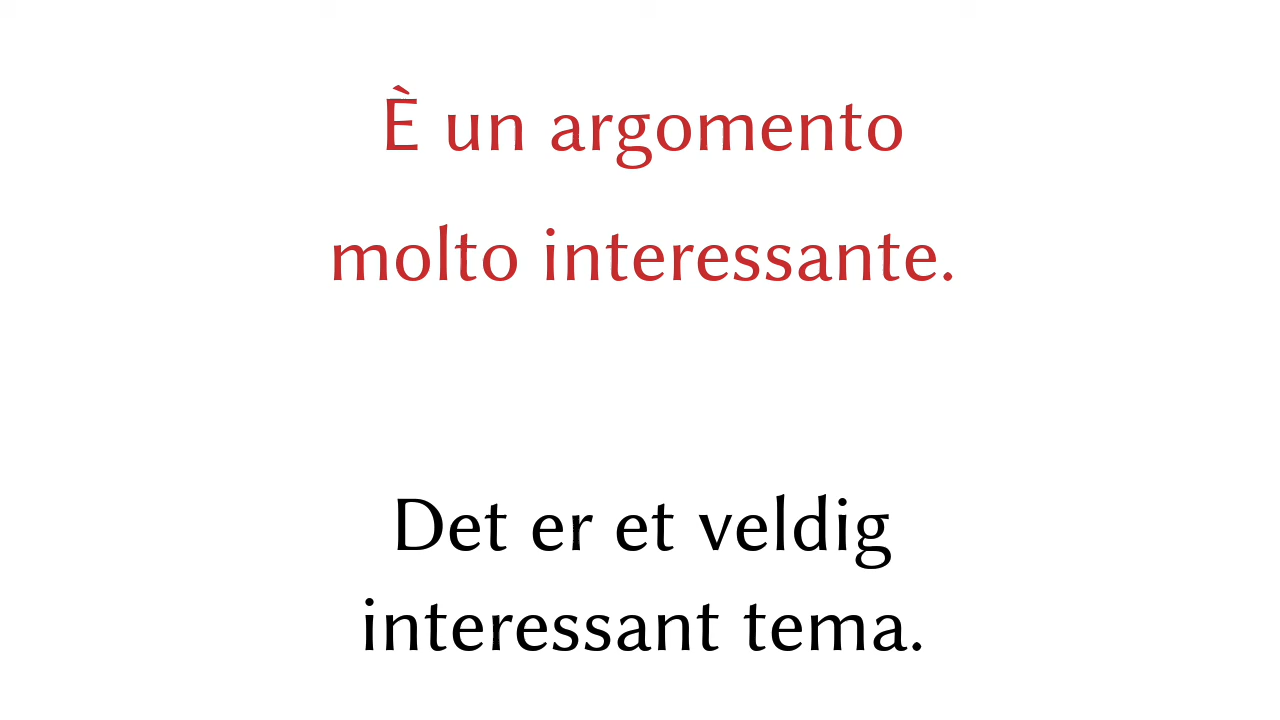 È un argomento
molto interessante.
Det er et veldig
interessant tema.